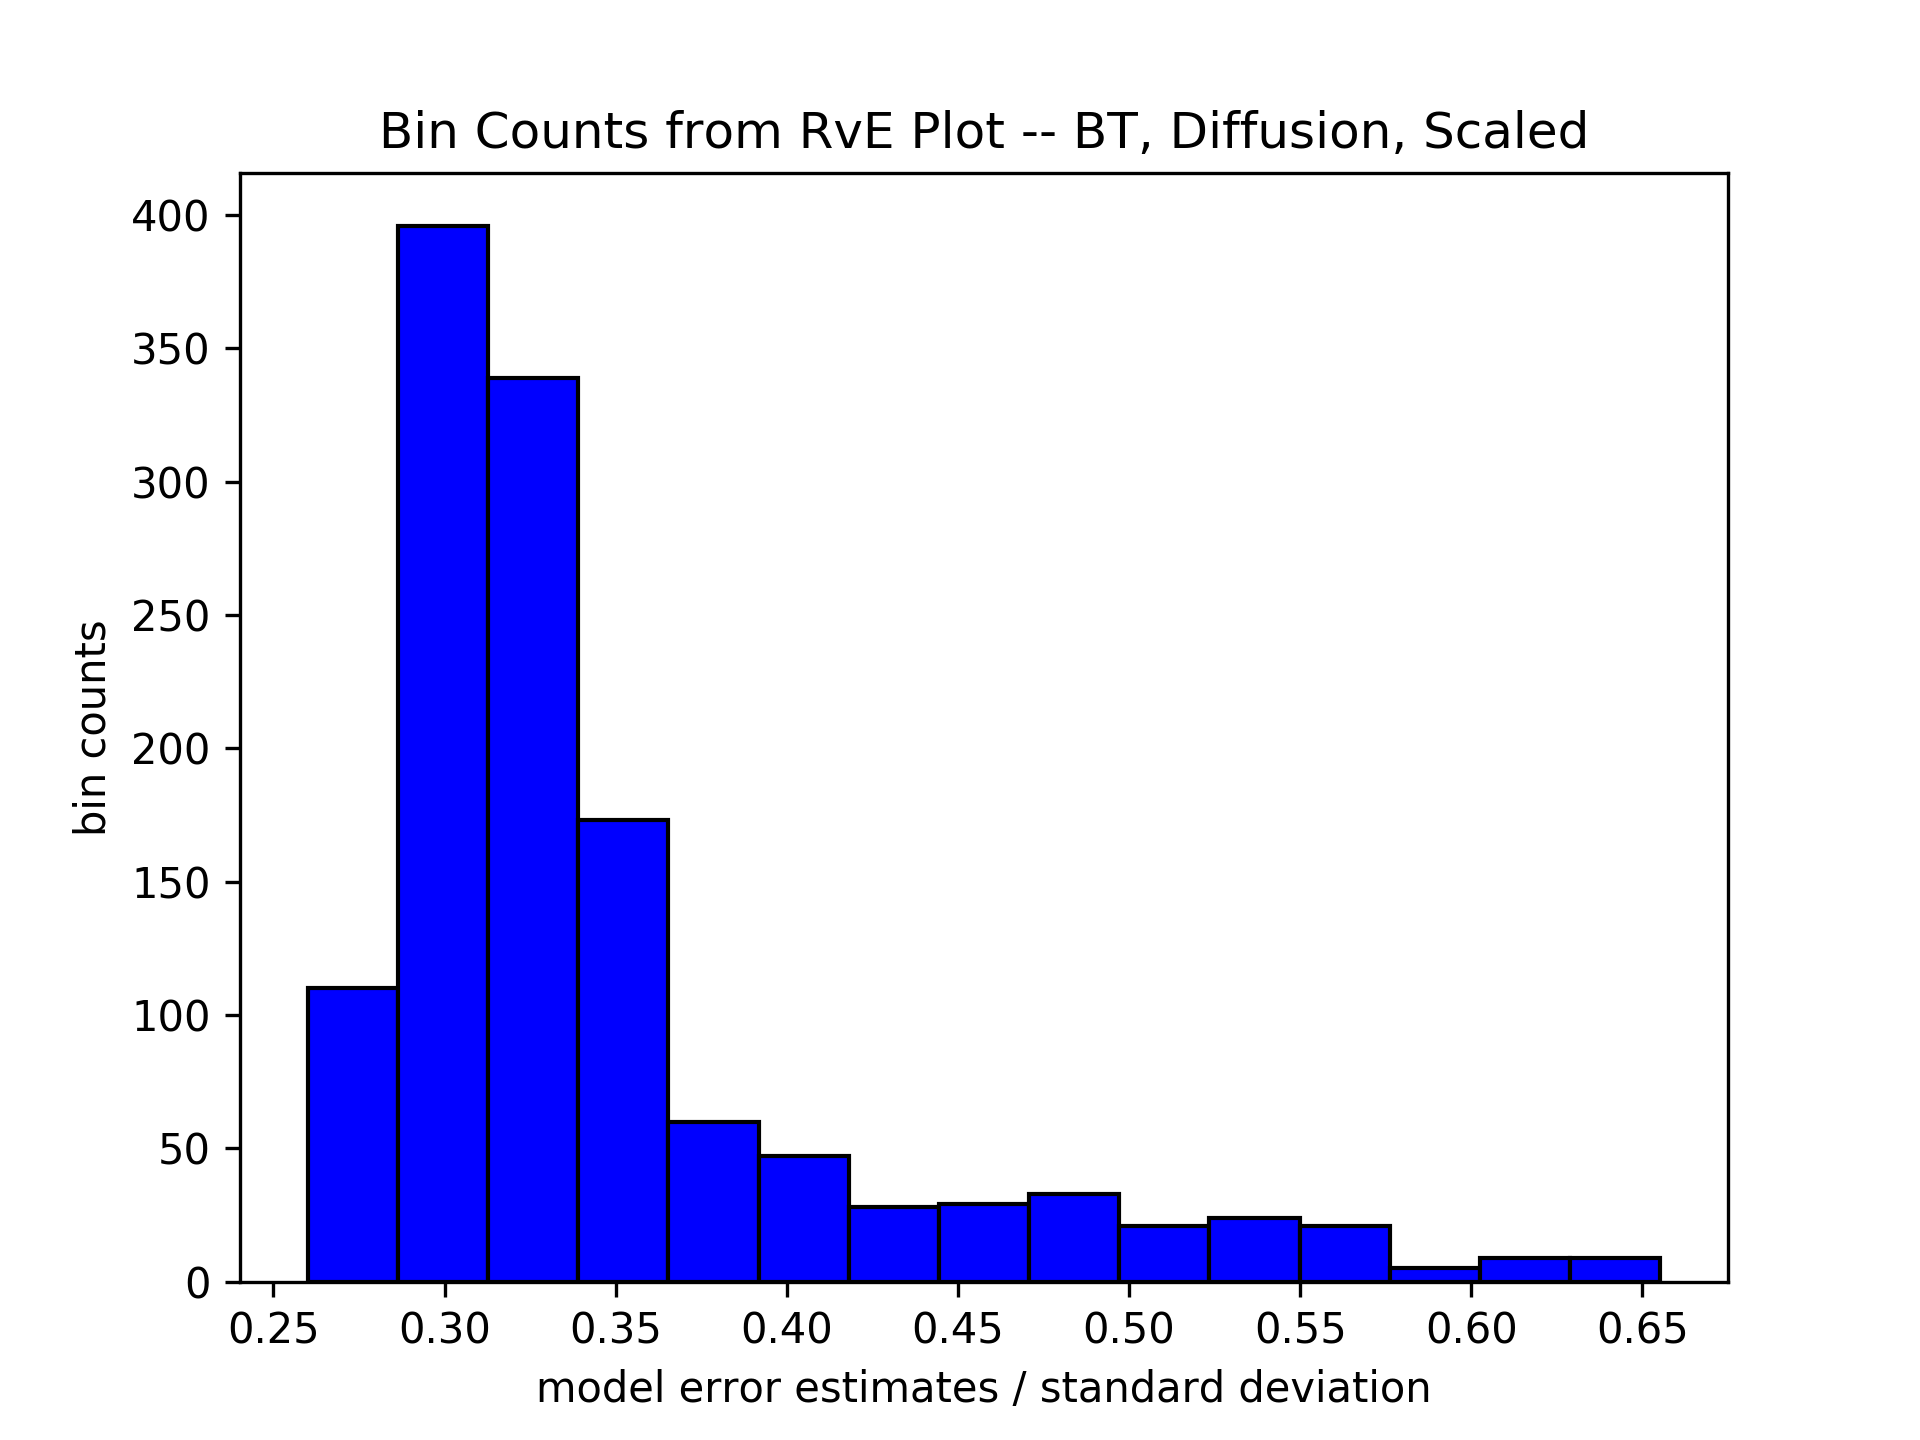 Bin Counts from RvE Plot -- BT, Diffusion, Scaled
400
350
300
250
200
150
100
50
0
bin counts
0.25 0.30 0.35 0.40 0.45 0.50 0.55 0.60 0.65
model error estimates / standard deviation